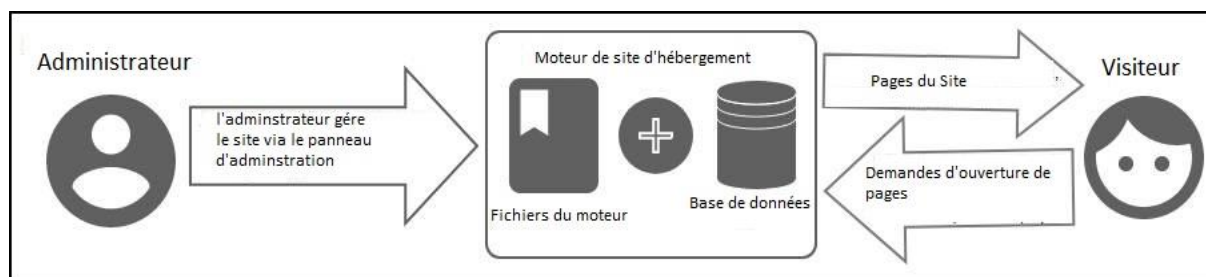 Administrateur
l'adminstrateur gére
le site via le panneau
d'adminstration
Moteur de site d'hébergement
Fichiers du moteur
Base de données
Pages du Site
Demandes d'ouverture de
pages
Visiteur